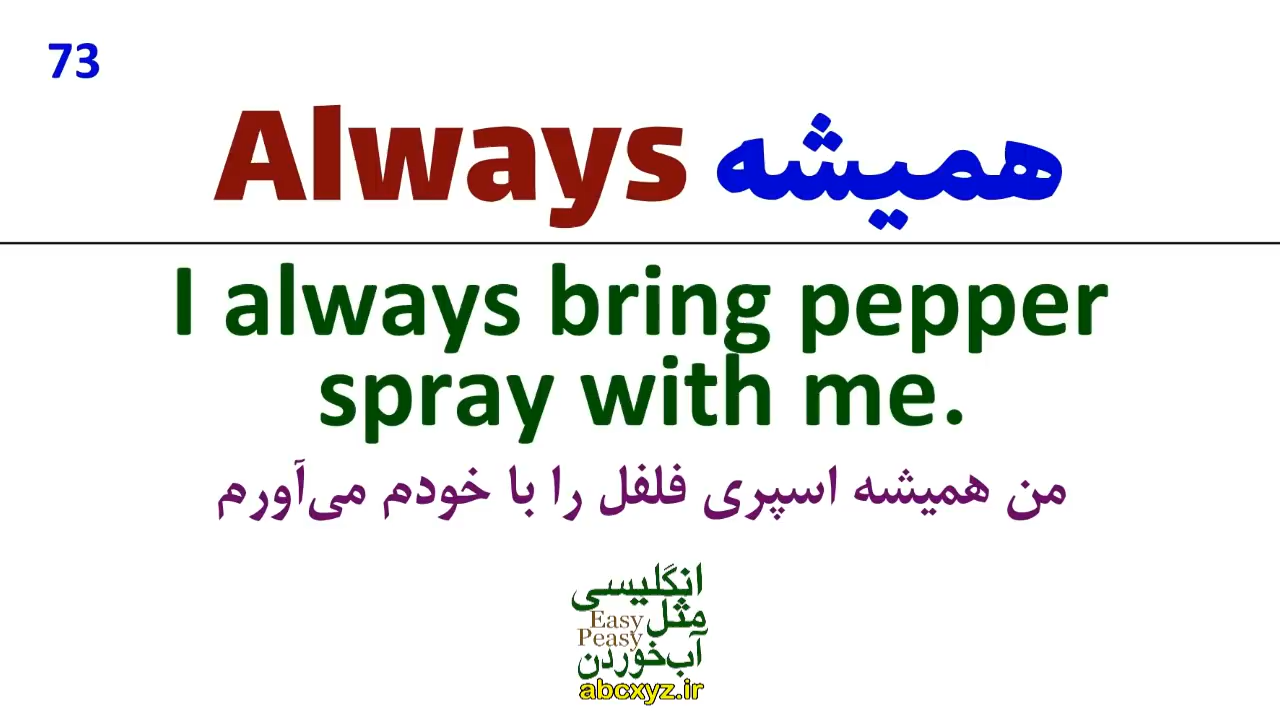 73
Always همیشه
I always bring pepper
spray with me.
من همیشه اسپری فلفل را با خودم می‌آورم
انگلیسی
مثل Easy
Peasy
آب‌خوردن
abcxyz.ir